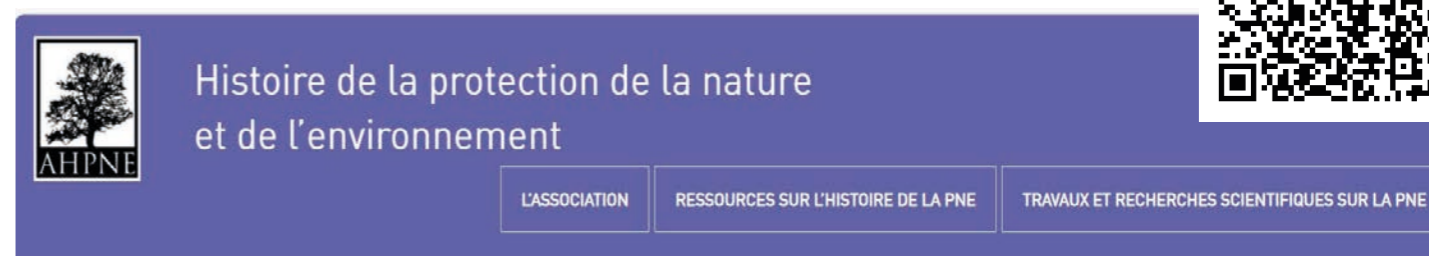 AHPNE
Histoire de la protection de la nature
et de l'environnement
L'ASSOCIATION
RESSOURCES SUR L'HISTOIRE DE LA PNE
TRAVAUX ET RECHERCHES SCIENTIFIQUES SUR LA PNE